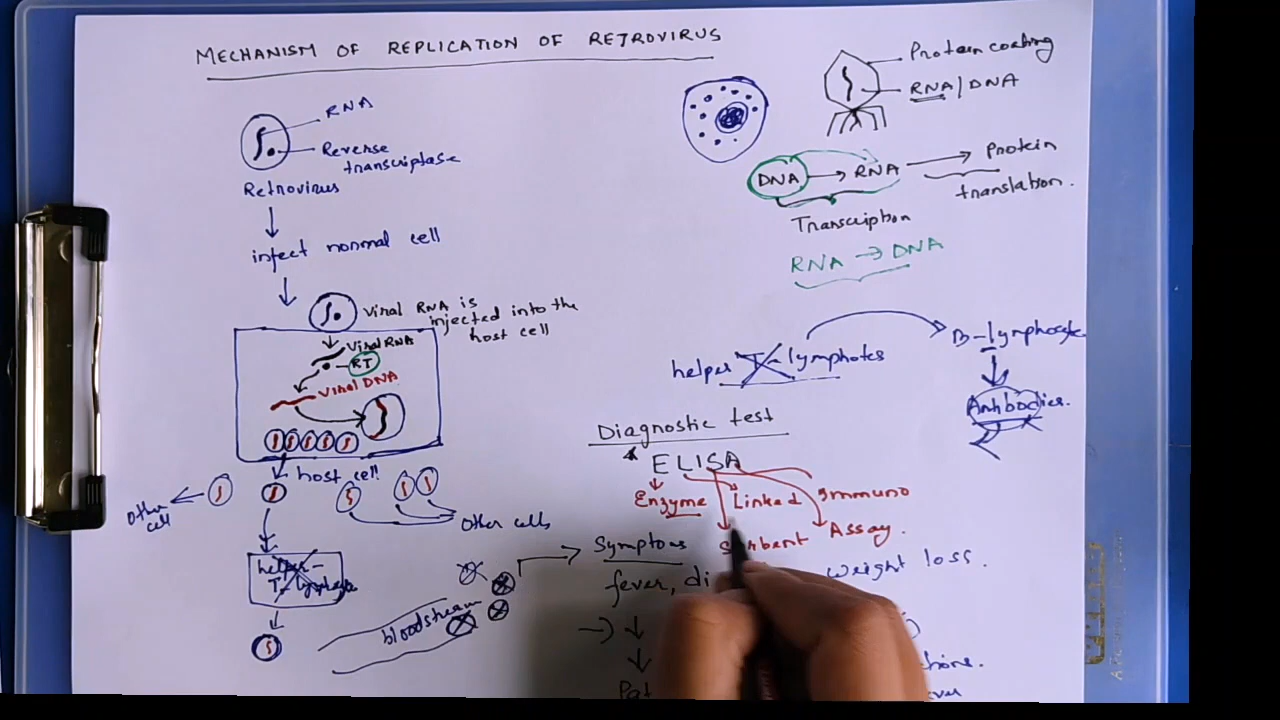 MECHANISM OF REPLICATION OF RETROVIRUS
RNA
Reverse
transcriptase
Retrovirus
infect normal cell
Viral RNA is
injected into the
host cell
Viral RNA
RT
Viral DNA
host cell
Other
cell
Other cells
helper-
bloodstream
Protein coating
RNA/DNA
DNA → RNA → Protein
Transcription
translation.
RNA → DNA
helper T-lymphotes
B-lymphocyte
Antibodies.
Diagnostic test
ELISA
Enzyme Linked Immuno
Assay.
Symptoms
fever,
weight loss.